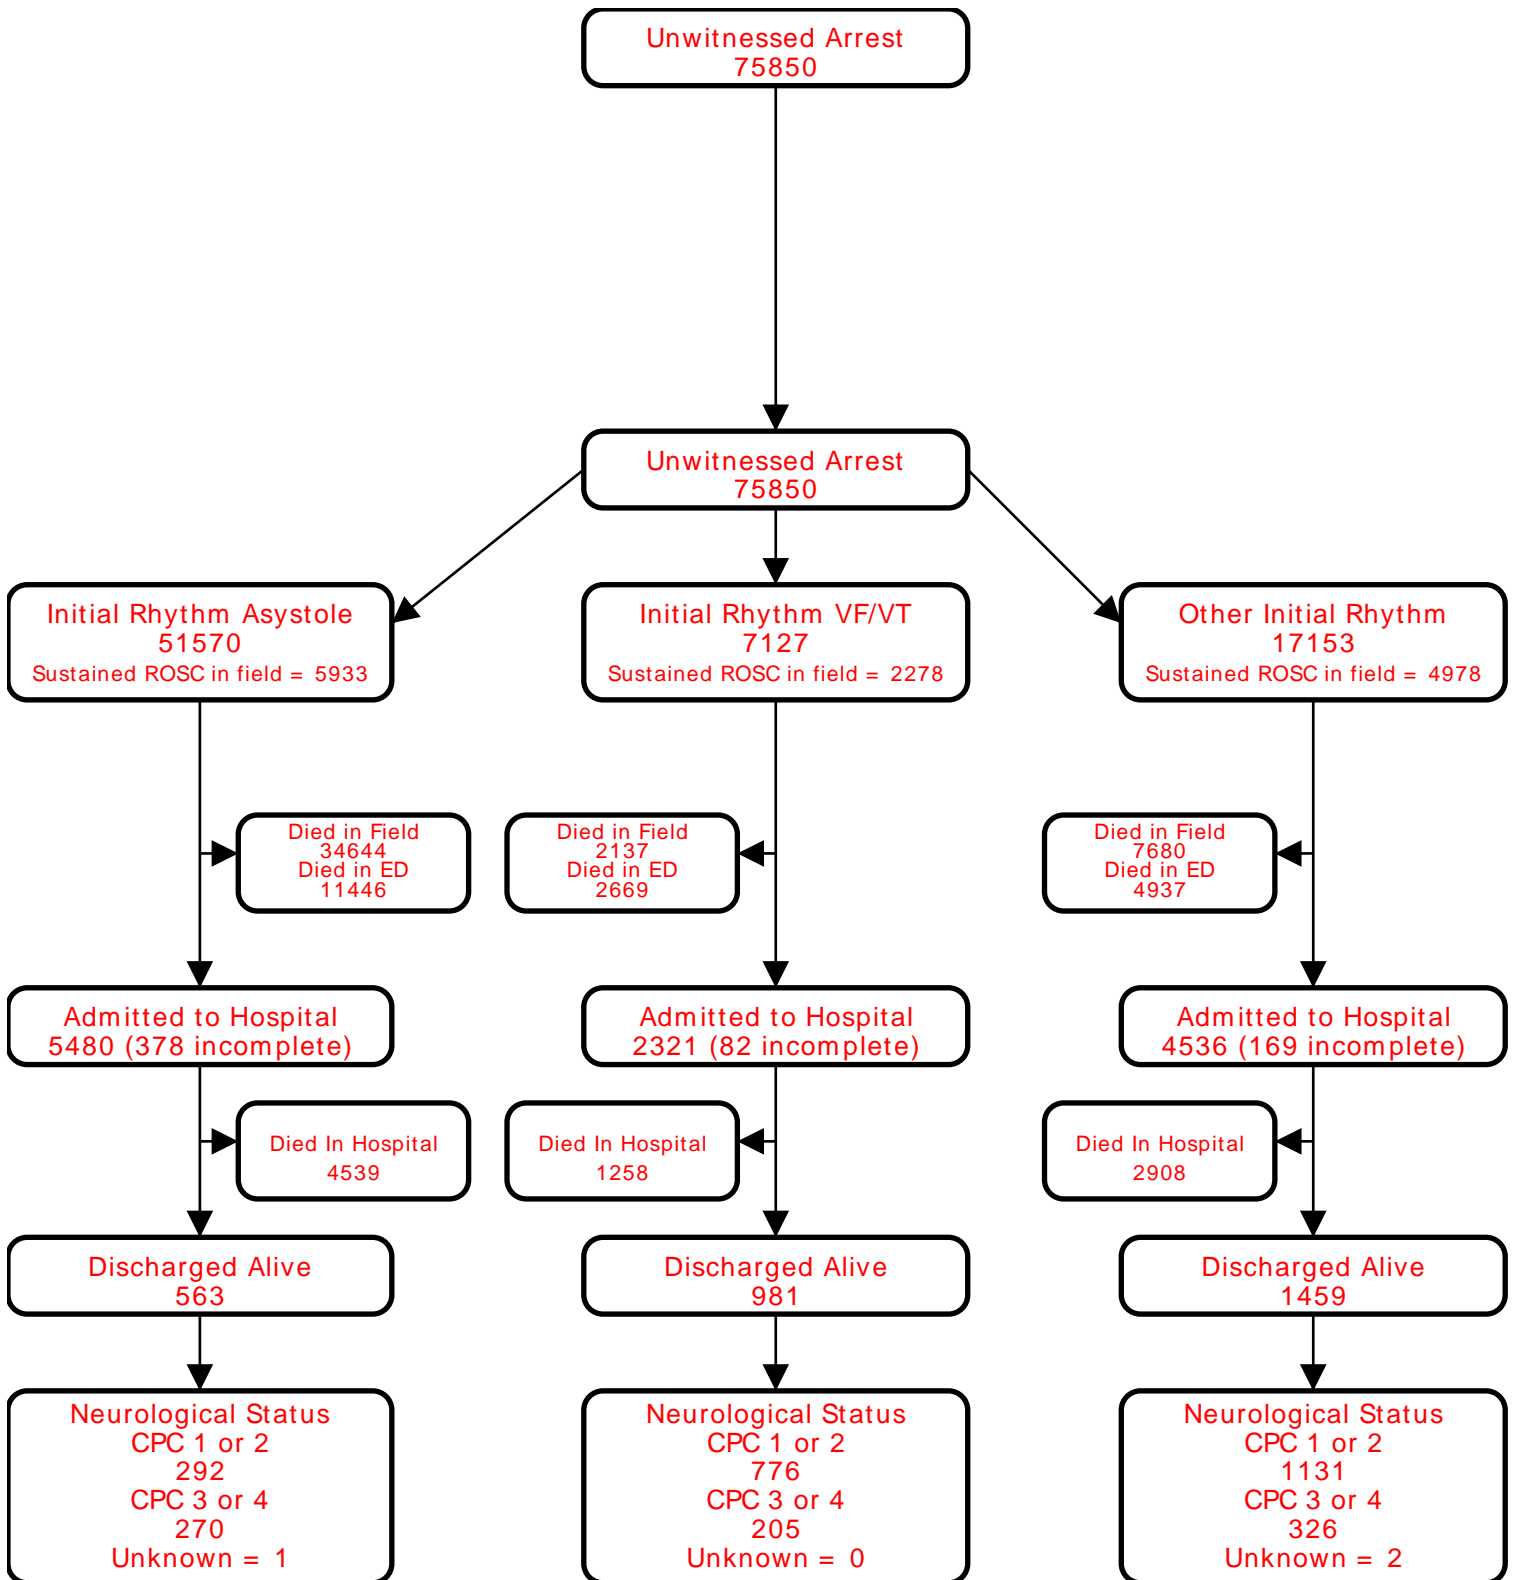 Unwitnessed Arrest
75850
Unwitnessed Arrest
75850
Initial Rhythm Asystole
51570
Sustained ROSC in field = 5933
Initial Rhythm VF/VT
7127
Sustained ROSC in field = 2278
Other Initial Rhythm
17153
Sustained ROSC in field = 4978
Died in Field
34644
Died in ED
11446
Died in Field
2137
Died in ED
2669
Died in Field
7680
Died in ED
4937
Admitted to Hospital
5480 (378 incomplete)
Admitted to Hospital
2321 (82 incomplete)
Admitted to Hospital
4536 (169 incomplete)
Died In Hospital
4539
Died In Hospital
1258
Died In Hospital
2908
Discharged Alive
563
Discharged Alive
981
Discharged Alive
1459
Neurological Status
CPC 1 or 2
292
CPC 3 or 4
270
Unknown = 1
Neurological Status
CPC 1 or 2
776
CPC 3 or 4
205
Unknown = 0
Neurological Status
CPC 1 or 2
1131
CPC 3 or 4
326
Unknown = 2